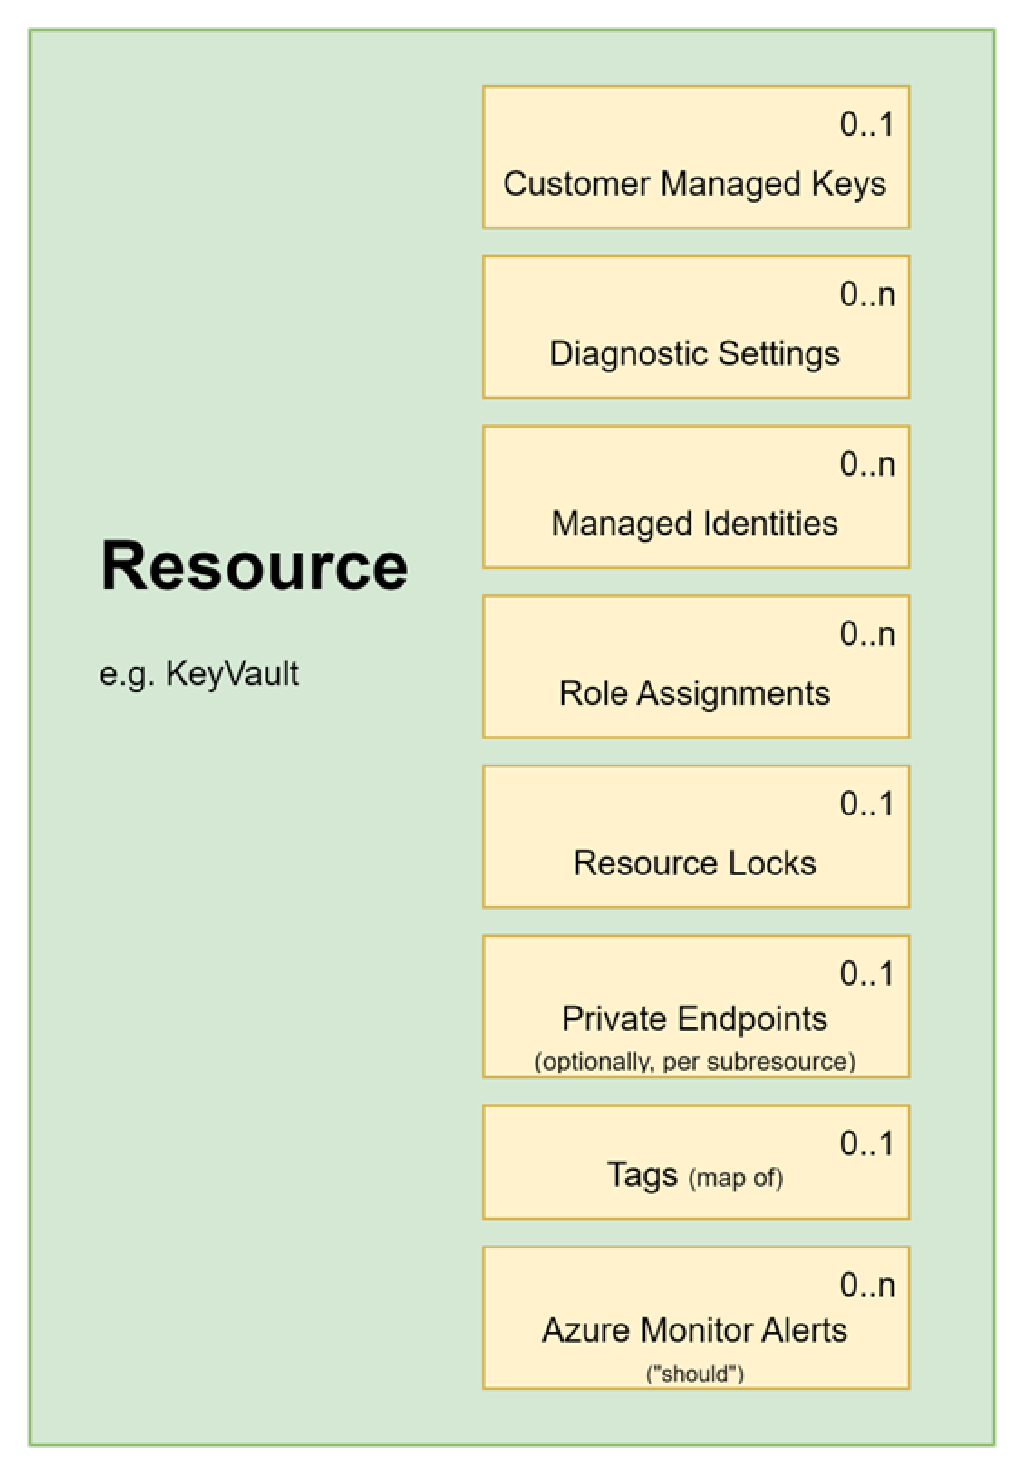 Resource
e.g. KeyVault
0..1
Customer Managed Keys
0..n
Diagnostic Settings
0..n
Managed Identities
0..n
Role Assignments
0..1
Resource Locks
0..1
Private Endpoints
(optionally, per subresource)
0..1
Tags (map of)
0..n
Azure Monitor Alerts
("should")